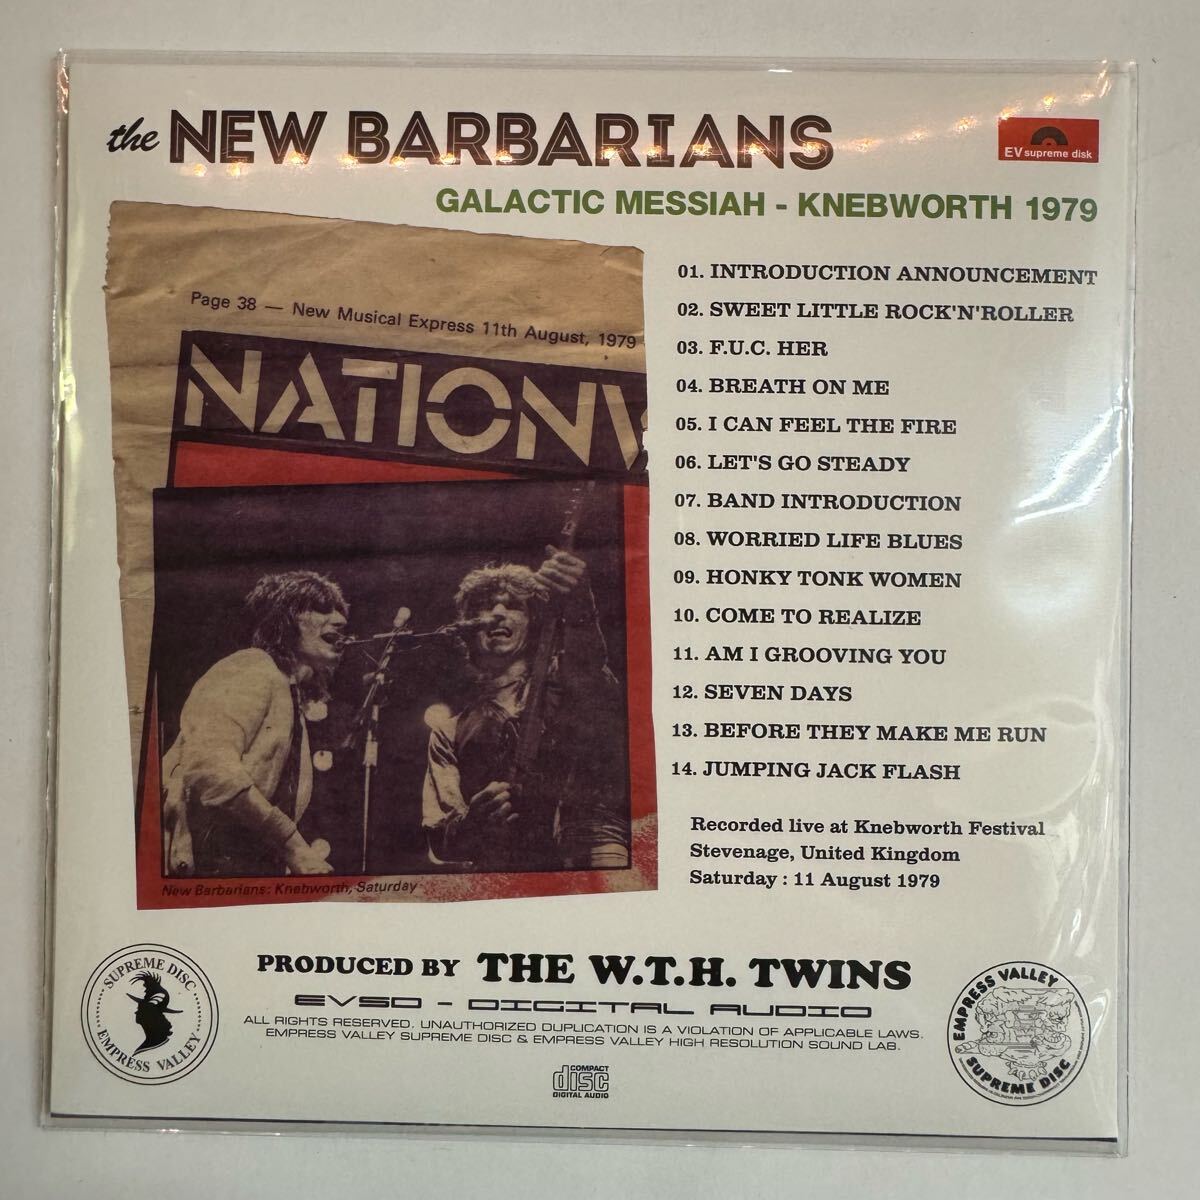 the NEW BARBARIANS
EV supreme disk
GALACTIC MESSIAH - KNEBWORTH 1979
Page 38 — New Musical Express 11th August, 1979
NATIONW
New Barbarians: Knebworth, Saturday
01. INTRODUCTION ANNOUNCEMENT
02. SWEET LITTLE ROCK'N'ROLLER
03. F.U.C. HER
04. BREATH ON ME
05. I CAN FEEL THE FIRE
06. LET'S GO STEADY
07. BAND INTRODUCTION
08. WORRIED LIFE BLUES
09. HONKY TONK WOMEN
10. COME TO REALIZE
11. AM I GROOVING YOU
12. SEVEN DAYS
13. BEFORE THEY MAKE ME RUN
14. JUMPING JACK FLASH
Recorded live at Knebworth Festival
Stevenage, United Kingdom
Saturday : 11 August 1979
SUPREME DISC
EMPRESS VALLEY
PRODUCED BY THE W.T.H. TWINS
EVSD - DIGITAL AUDIO
ALL RIGHTS RESERVED. UNAUTHORIZED DUPLICATION IS A VIOLATION OF APPLICABLE LAWS.
EMPRESS VALLEY SUPREME DISC & EMPRESS VALLEY HIGH RESOLUTION SOUND LAB.
COMPACT
disc
DIGITAL AUDIO
EMPRESS VALLEY
SUPREME DISC